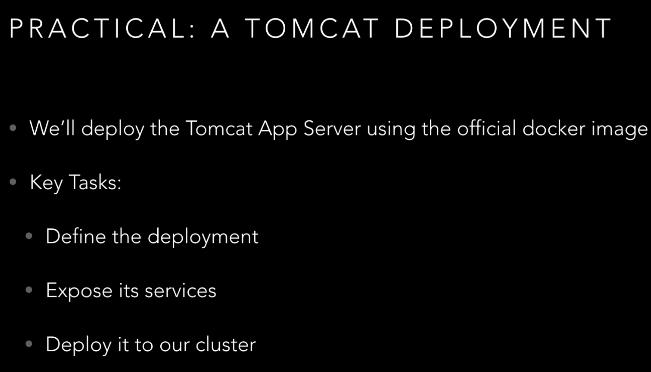 PRACTICAL: A TOMCAT DEPLOYMENT
• We’ll deploy the Tomcat App Server using the official docker image
• Key Tasks:
• Define the deployment
• Expose its services
• Deploy it to our cluster